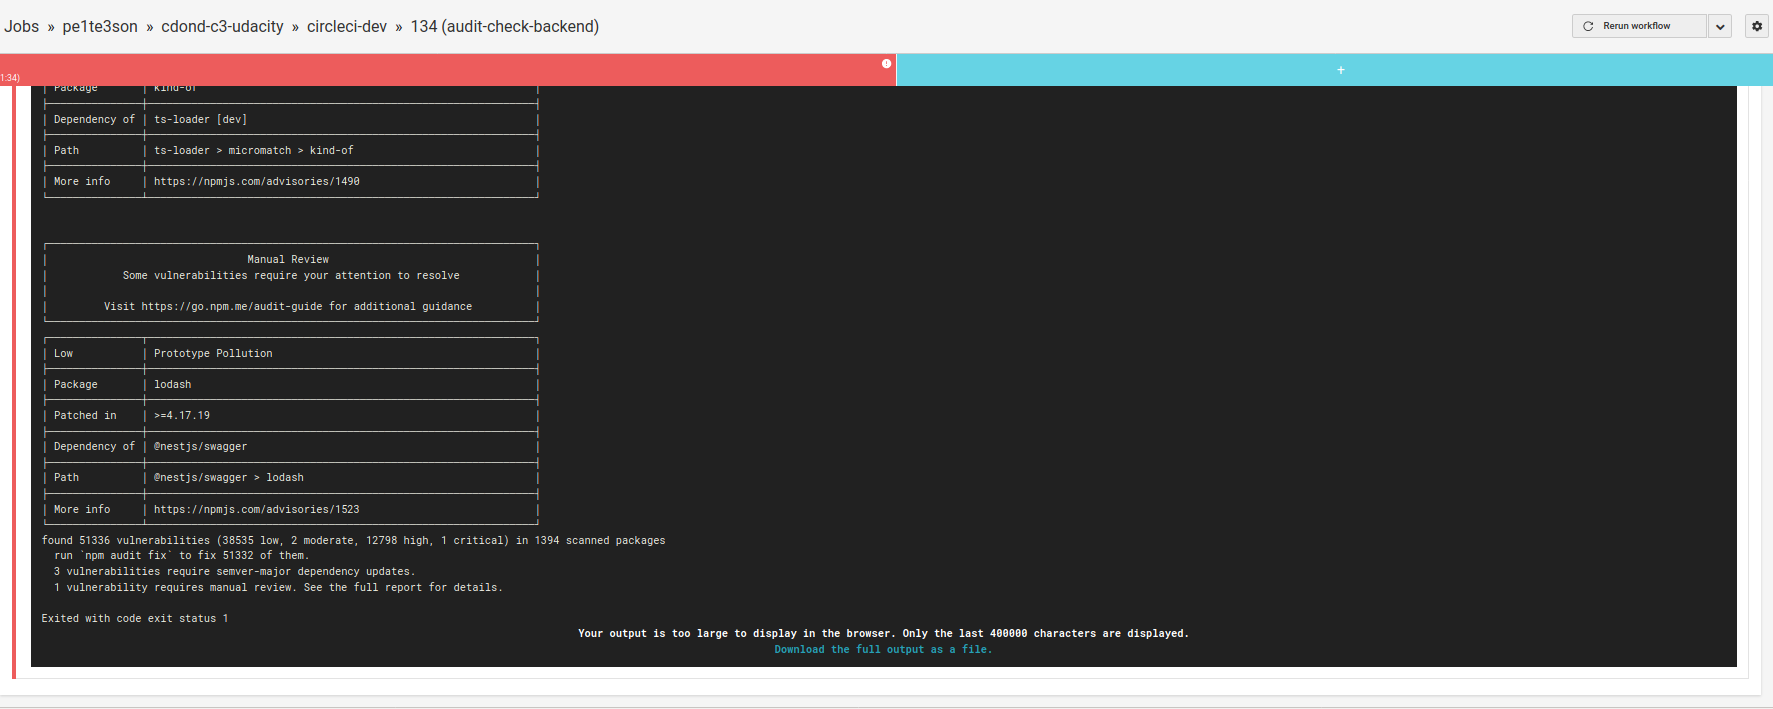 Jobs » pe1te3son » cdond-c3-udacity » circleci-dev » 134 (audit-check-backend)
Rerun workflow
1:34)
+
Package kind-of
Dependency of ts-loader [dev]
Path ts-loader > micromatch > kind-of
More info https://npmjs.com/advisories/1490
Manual Review
Some vulnerabilities require your attention to resolve
Visit https://go.npm.me/audit-guide for additional guidance
Low Prototype Pollution
Package lodash
Patched in >=4.17.19
Dependency of @nestjs/swagger
Path @nestjs/swagger > lodash
More info https://npmjs.com/advisories/1523
found 51336 vulnerabilities (38535 low, 2 moderate, 12798 high, 1 critical) in 1394 scanned packages
run `npm audit fix` to fix 51332 of them.
3 vulnerabilities require semver-major dependency updates.
1 vulnerability requires manual review. See the full report for details.
Exited with code exit status 1
Your output is too large to display in the browser. Only the last 400000 characters are displayed.
Download the full output as a file.